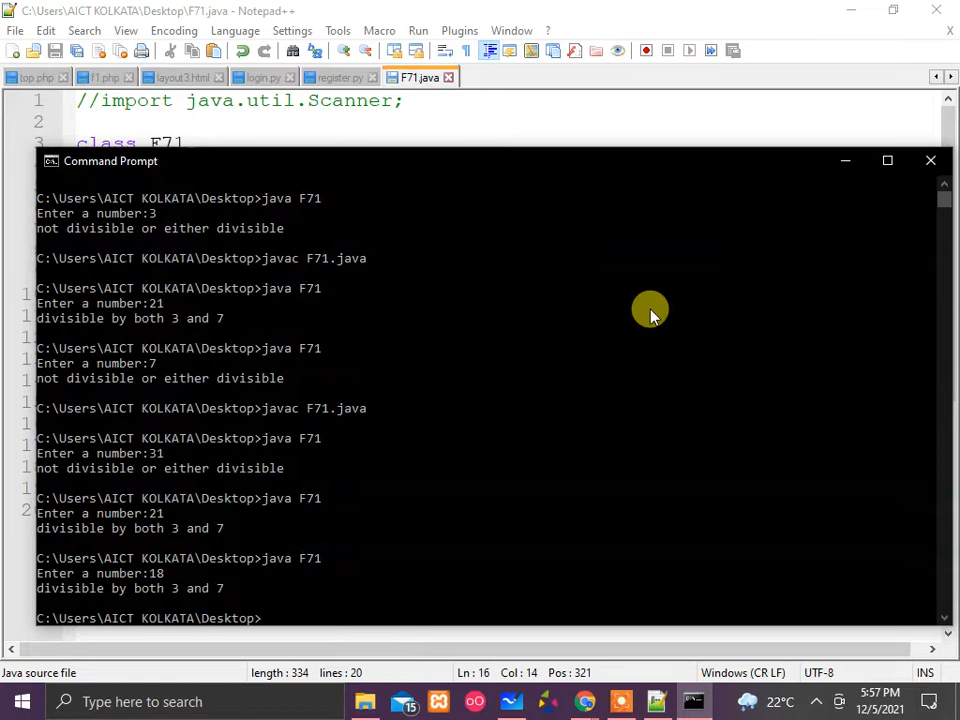 C:\Users\AICT KOLKATA\Desktop\F71.java - Notepad++
File Edit Search View Encoding Language Settings Tools Macro Run Plugins Window ?
X
top.php f1.php layout3.html login.php register.php F71.java
1 //import java.util.Scanner;
2
3 class F71
Command Prompt
C:\Users\AICT KOLKATA\Desktop>java F71
Enter a number:3
not divisible or either divisible
C:\Users\AICT KOLKATA\Desktop>javac F71.java
C:\Users\AICT KOLKATA\Desktop>java F71
Enter a number:21
divisible by both 3 and 7
C:\Users\AICT KOLKATA\Desktop>java F71
Enter a number:7
not divisible or either divisible
C:\Users\AICT KOLKATA\Desktop>javac F71.java
C:\Users\AICT KOLKATA\Desktop>java F71
Enter a number:31
not divisible or either divisible
C:\Users\AICT KOLKATA\Desktop>java F71
Enter a number:21
divisible by both 3 and 7
C:\Users\AICT KOLKATA\Desktop>java F71
Enter a number:18
divisible by both 3 and 7
C:\Users\AICT KOLKATA\Desktop>
Java source file length : 334 lines : 20 Ln : 16 Col : 14 Pos : 321 Windows (CR LF) UTF-8 INS
Type here to search 15 22°C 5:57 PM
12/5/2021